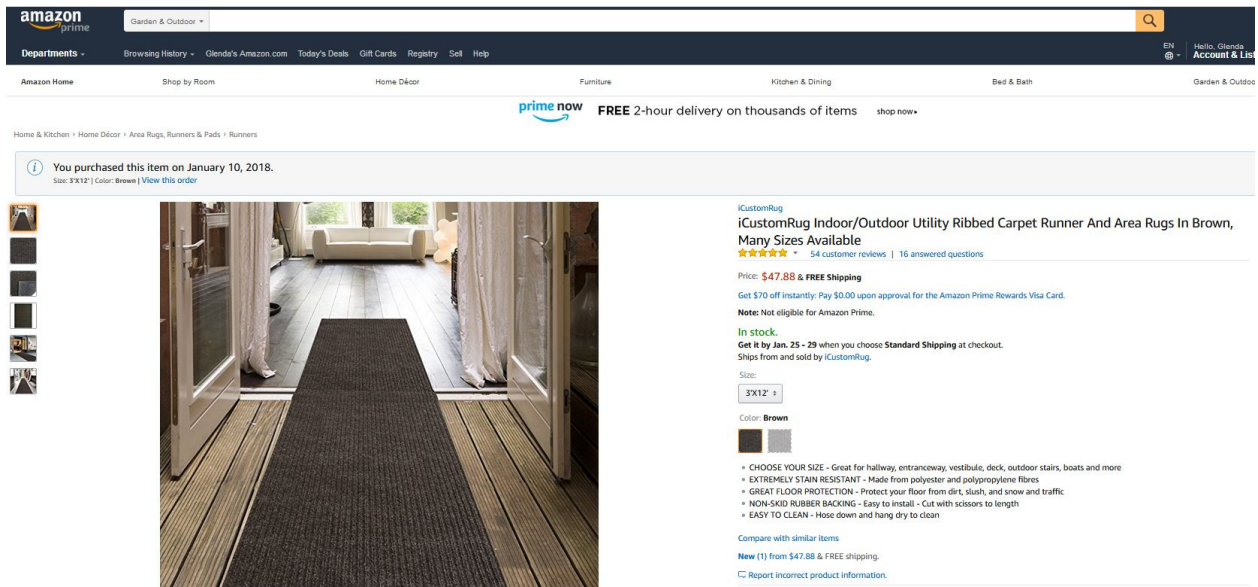 amazon
prime
Garden & Outdoor
Departments
Browsing History Glenda's Amazon.com Today's Deals Gift Cards Registry Sell Help
EN
Hello, Glenda
Account & List
Amazon Home Shop by Room Home Décor Furniture Kitchen & Dining Bed & Bath Garden & Outdoo
prime now FREE 2-hour delivery on thousands of items shop now
Home & Kitchen › Home Décor › Area Rugs, Runners & Pads › Runners
i You purchased this item on January 10, 2018.
Size: 3'X12' | Color: Brown | View this order
iCustomRug
iCustomRug Indoor/Outdoor Utility Ribbed Carpet Runner And Area Rugs In Brown,
Many Sizes Available
54 customer reviews | 16 answered questions
Price: $47.88 & FREE Shipping
Get $70 off instantly: Pay $0.00 upon approval for the Amazon Prime Rewards Visa Card.
Note: Not eligible for Amazon Prime.
In stock.
Get it by Jan. 25 - 29 when you choose Standard Shipping at checkout.
Ships from and sold by iCustomRug.
Size:
3'X12'
Color: Brown
• CHOOSE YOUR SIZE - Great for hallway, entranceway, vestibule, deck, outdoor stairs, boats and more
• EXTREMELY STAIN RESISTANT - Made from polyester and polypropylene fibres
• GREAT FLOOR PROTECTION - Protect your floor from dirt, slush, and snow and traffic
• NON-SKID RUBBER BACKING - Easy to install - Cut with scissors to length
• EASY TO CLEAN - Hose down and hang dry to clean
Compare with similar items
New (1) from $47.88 & FREE shipping.
Report incorrect product information.